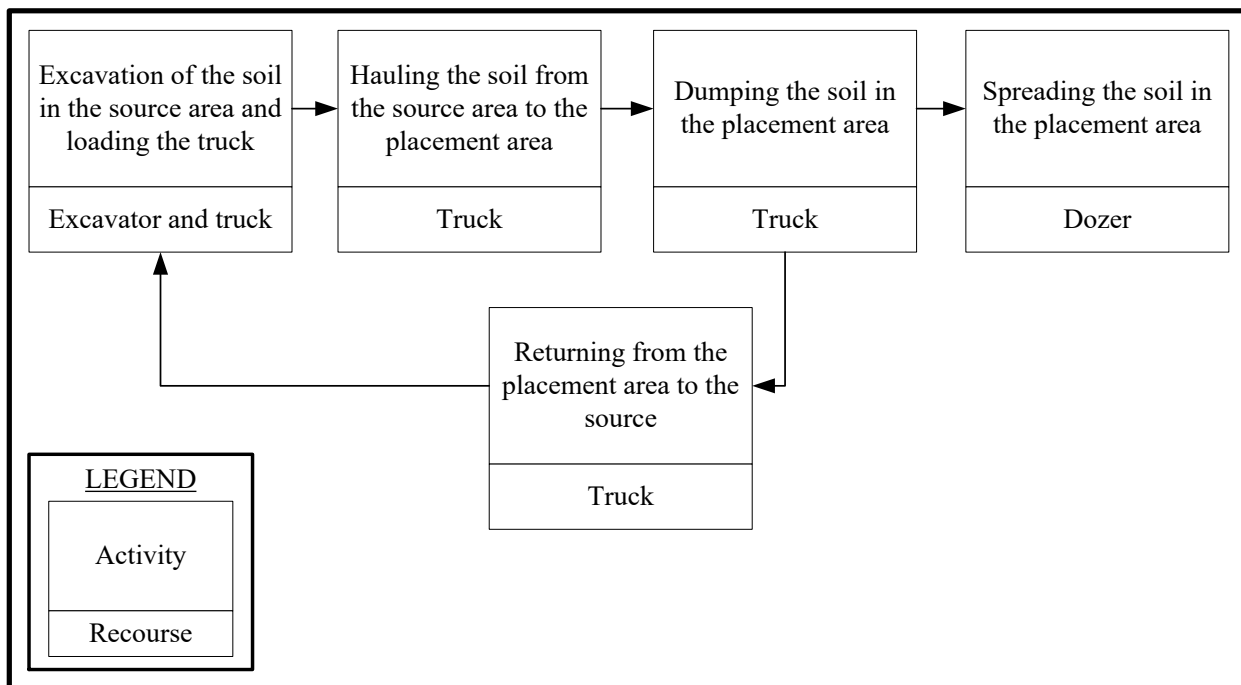 Excavation of the soil
in the source area and
loading the truck
Excavator and truck
Hauling the soil from
the source area to the
placement area
Truck
Dumping the soil in
the placement area
Truck
Spreading the soil in
the placement area
Dozer
Returning from the
placement area to the
source
Truck
LEGEND
Activity
Recourse